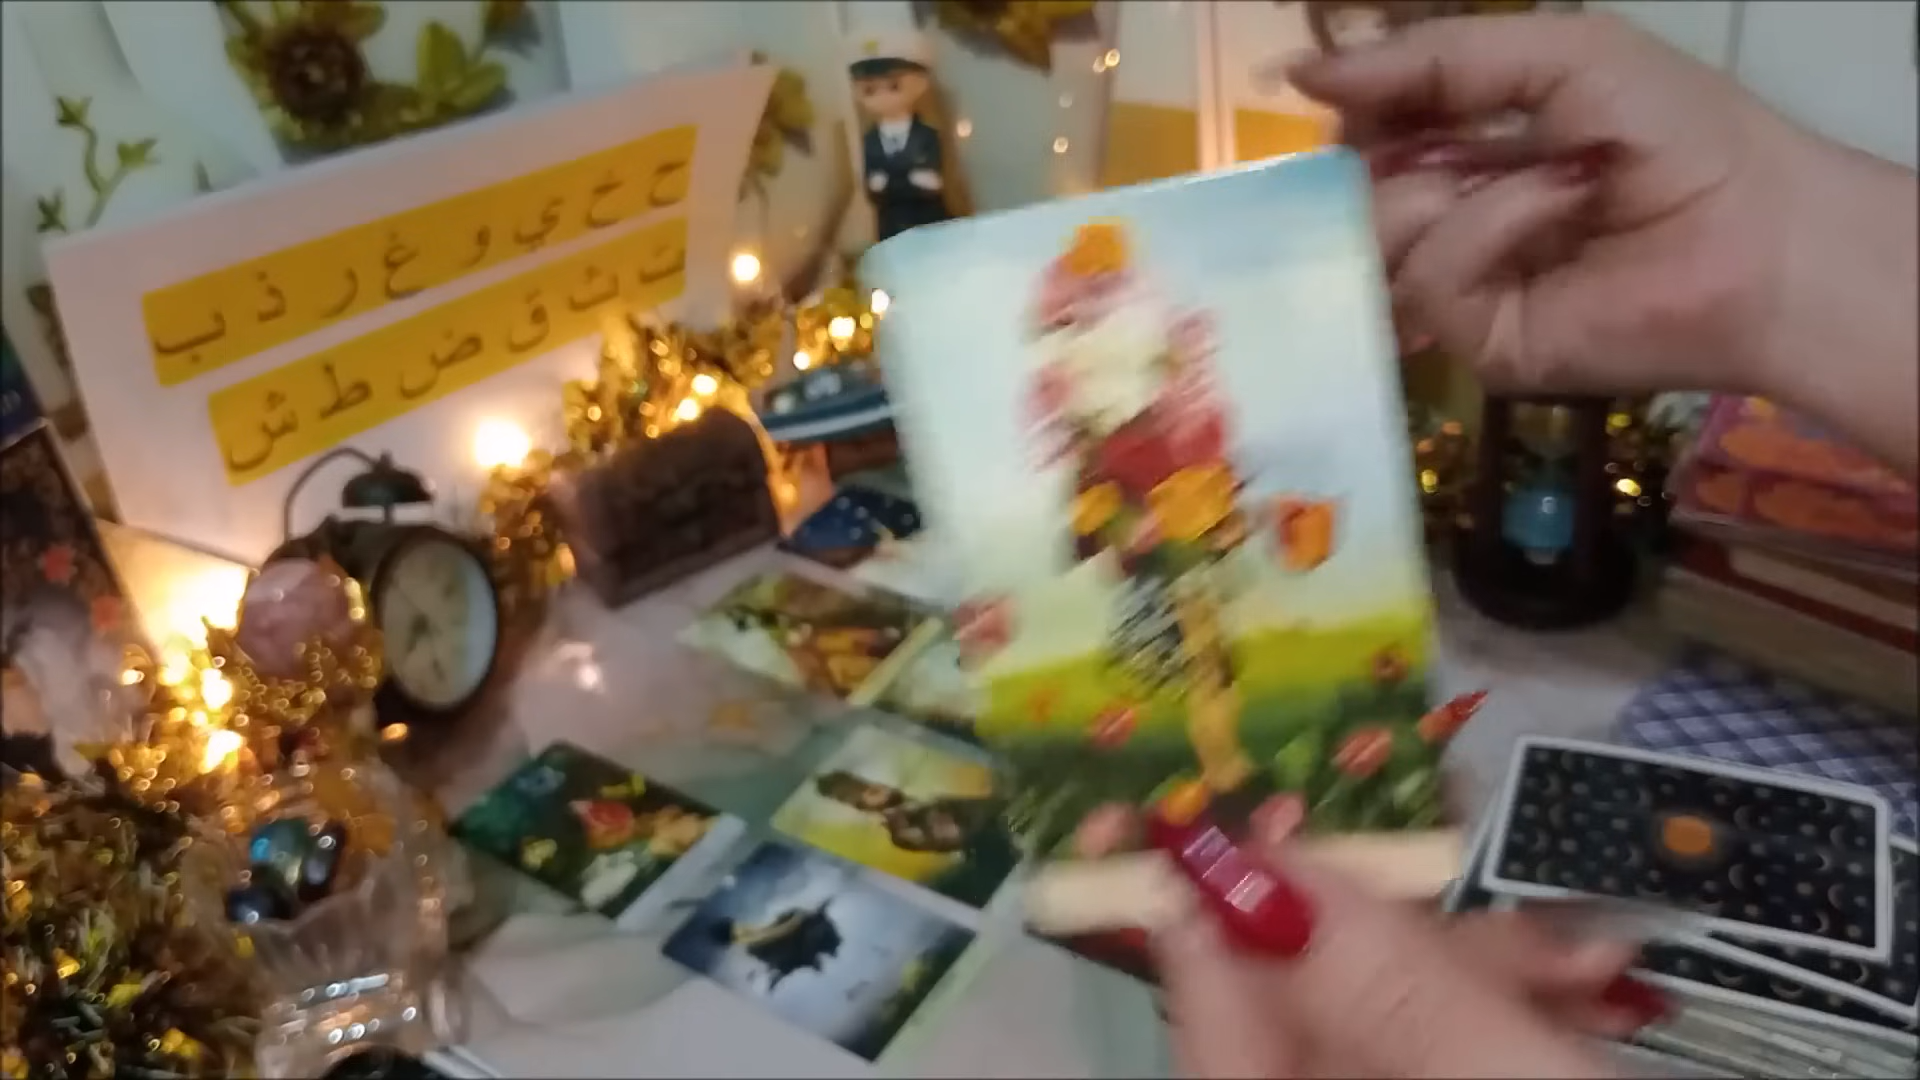 ح خ ي و غ ر ذ ب
ت ث ق ض ط ش